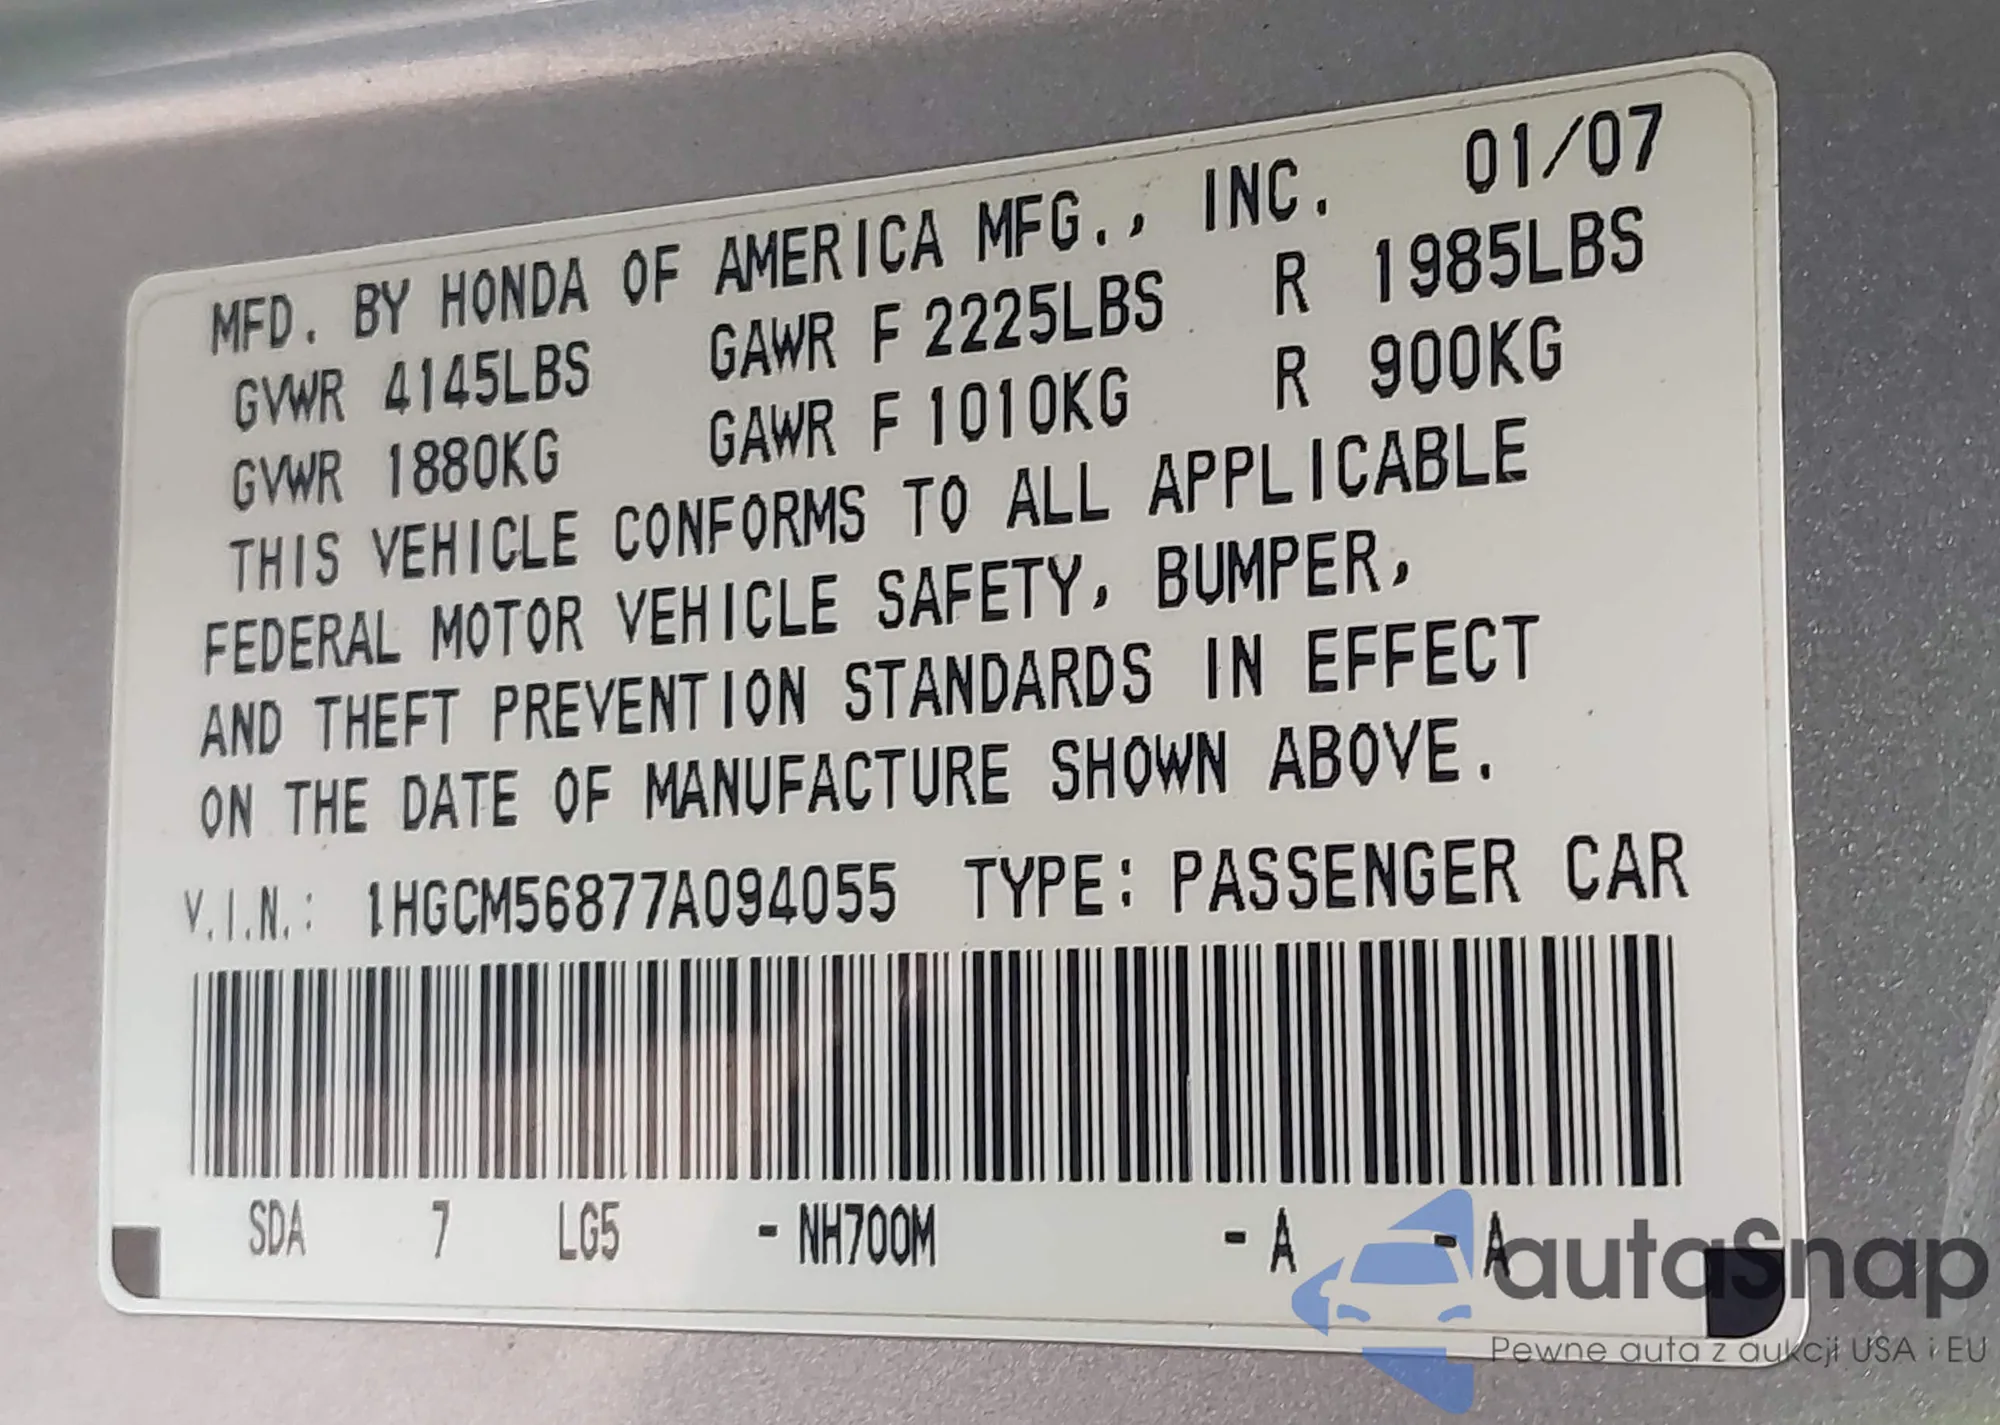 MFD. BY HONDA OF AMERICA MFG., INC. 01/07
GVWR 4145LBS GAWR F 2225LBS R 1985LBS
GVWR 1880KG GAWR F 1010KG R 900KG
THIS VEHICLE CONFORMS TO ALL APPLICABLE
FEDERAL MOTOR VEHICLE SAFETY, BUMPER,
AND THEFT PREVENTION STANDARDS IN EFFECT
ON THE DATE OF MANUFACTURE SHOWN ABOVE.
V.I.N.: 1HGCM56877A094055 TYPE: PASSENGER CAR
SDA 7 LG5 - NH700M - A - A
autaSnap
Pewne auta z aukcji USA i EU